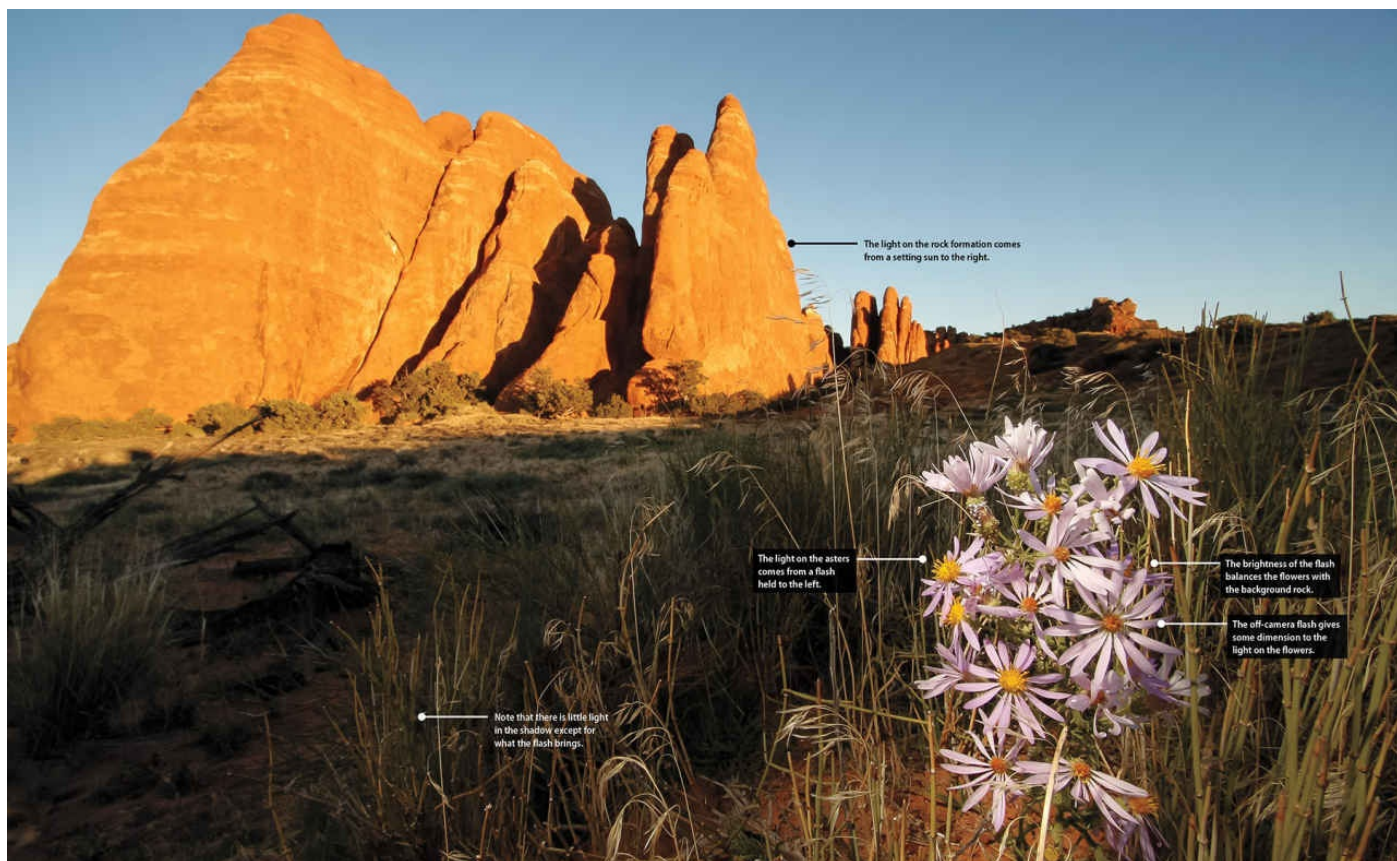 The light on the rock formation comes
from a setting sun to the right.
The light on the asters
comes from a flash
held to the left.
The brightness of the flash
balances the flowers with
the background rock.
The off-camera flash gives
some dimension to the
light on the flowers.
Note that there is little light
in the shadow except for
what the flash brings.